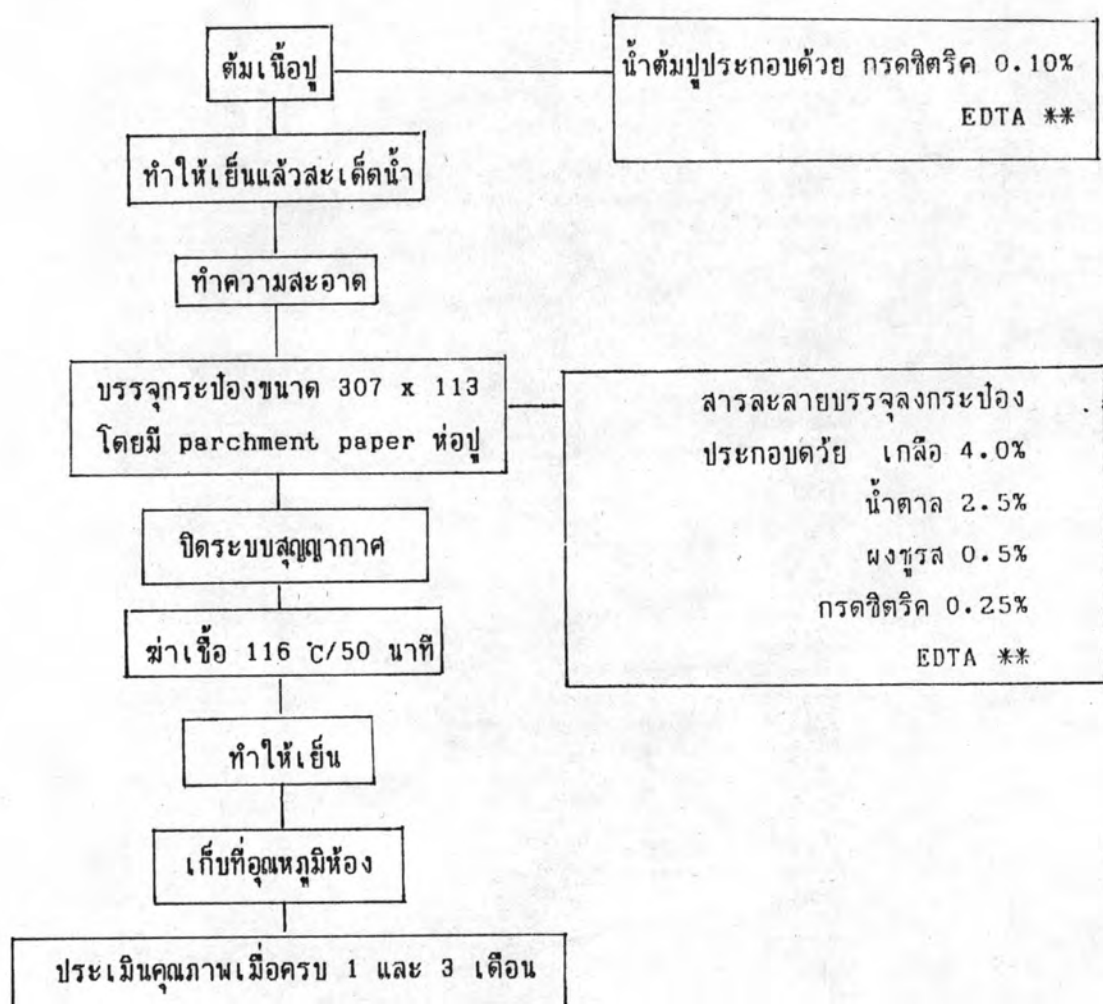 ต้มเนื้อปู
น้ำต้มปูประกอบด้วย กรดซิตริค 0.10%
EDTA **
ทำให้เย็นแล้วสะเด็ดน้ำ
ทำความสะอาด
บรรจุกระป๋องขนาด 307 x 113
โดยมี parchment paper ห่อปู
สารละลายบรรจุลงกระป๋อง
ประกอบดว้ย เกลือ 4.0%
น้ำตาล 2.5%
ผงชูรส 0.5%
กรดซิตริค 0.25%
EDTA **
ปิดระบบสุญญากาศ
ฆ่าเชื้อ 116 °C/50 นาที
ทำให้เย็น
เก็บที่อุณหภูมิห้อง
ประเมินคุณภาพเมื่อครบ 1 และ 3 เดือน